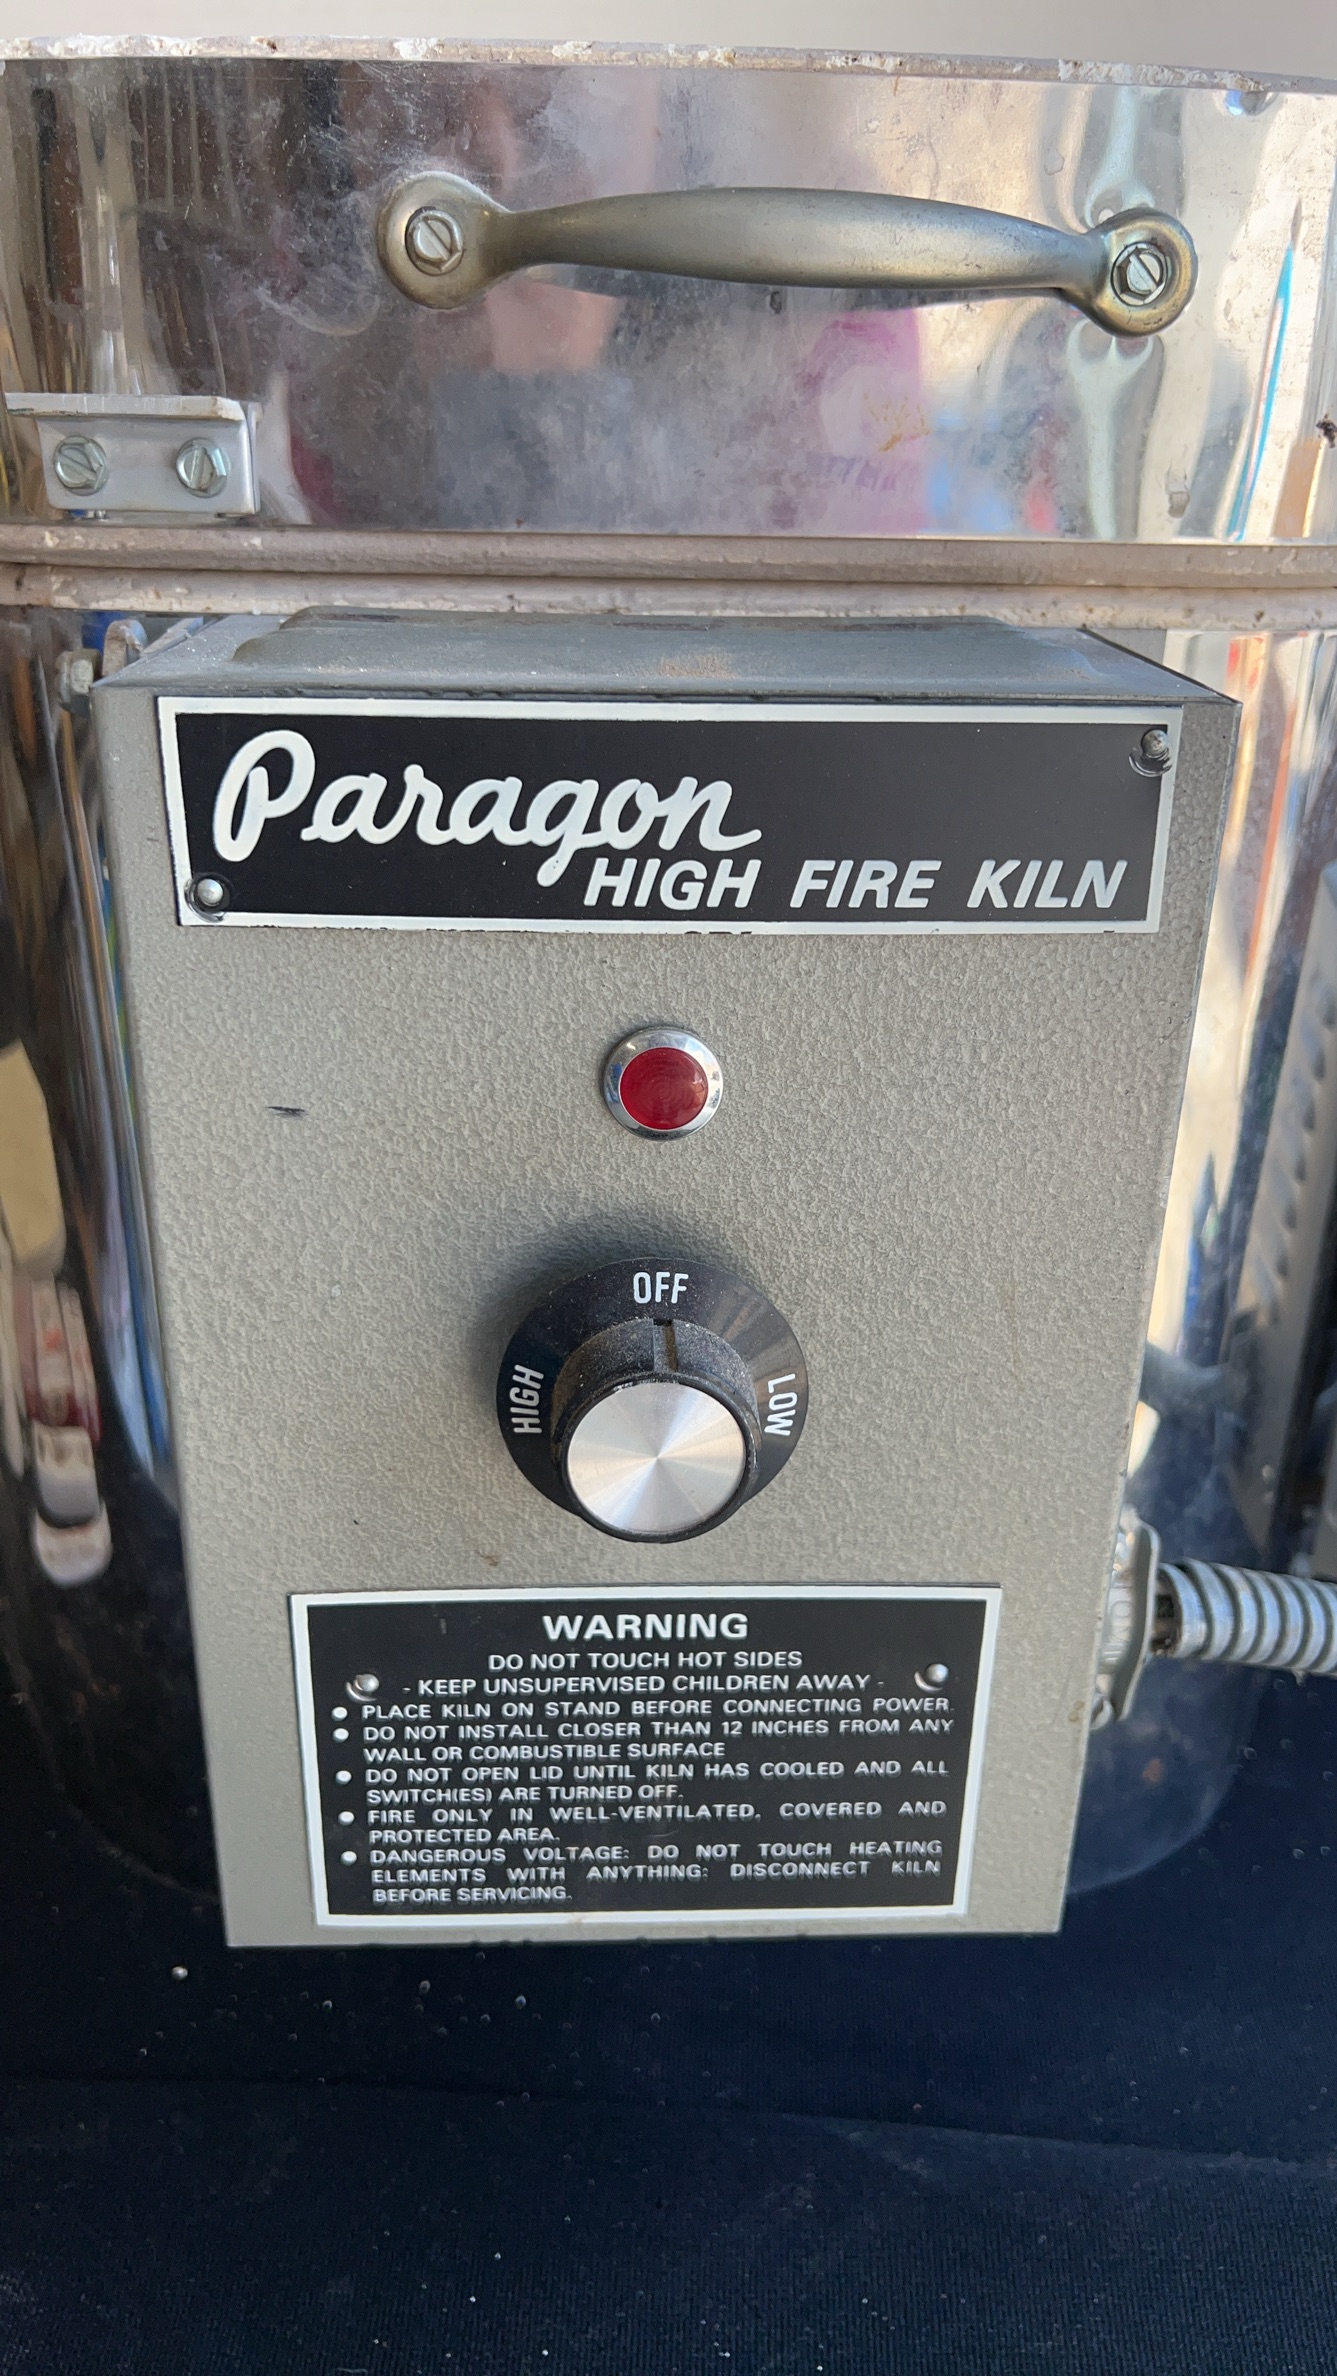 Paragon
HIGH FIRE KILN
OFF
HIGH
LOW
WARNING
DO NOT TOUCH HOT SIDES
- KEEP UNSUPERVISED CHILDREN AWAY -
● PLACE KILN ON STAND BEFORE CONNECTING POWER.
● DO NOT INSTALL CLOSER THAN 12 INCHES FROM ANY
WALL OR COMBUSTIBLE SURFACE
● DO NOT OPEN LID UNTIL KILN HAS COOLED AND ALL
SWITCH(ES) ARE TURNED OFF.
● FIRE ONLY IN WELL-VENTILATED, COVERED AND
PROTECTED AREA.
● DANGEROUS VOLTAGE: DO NOT TOUCH HEATING
ELEMENTS WITH ANYTHING: DISCONNECT KILN
BEFORE SERVICING.